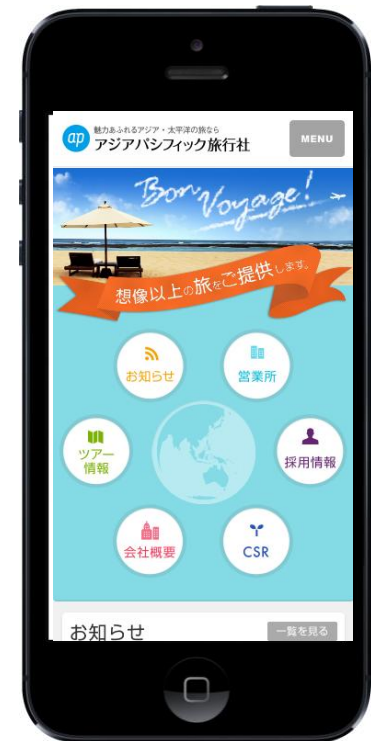 ap
魅力あふれるアジア・太平洋の旅なら
アジアパシフィック旅行社
MENU
Bon Voyage!
想像以上の旅をご提供します。
お知らせ
営業所
ツアー
情報
採用情報
会社概要
CSR
お知らせ
一覧を見る